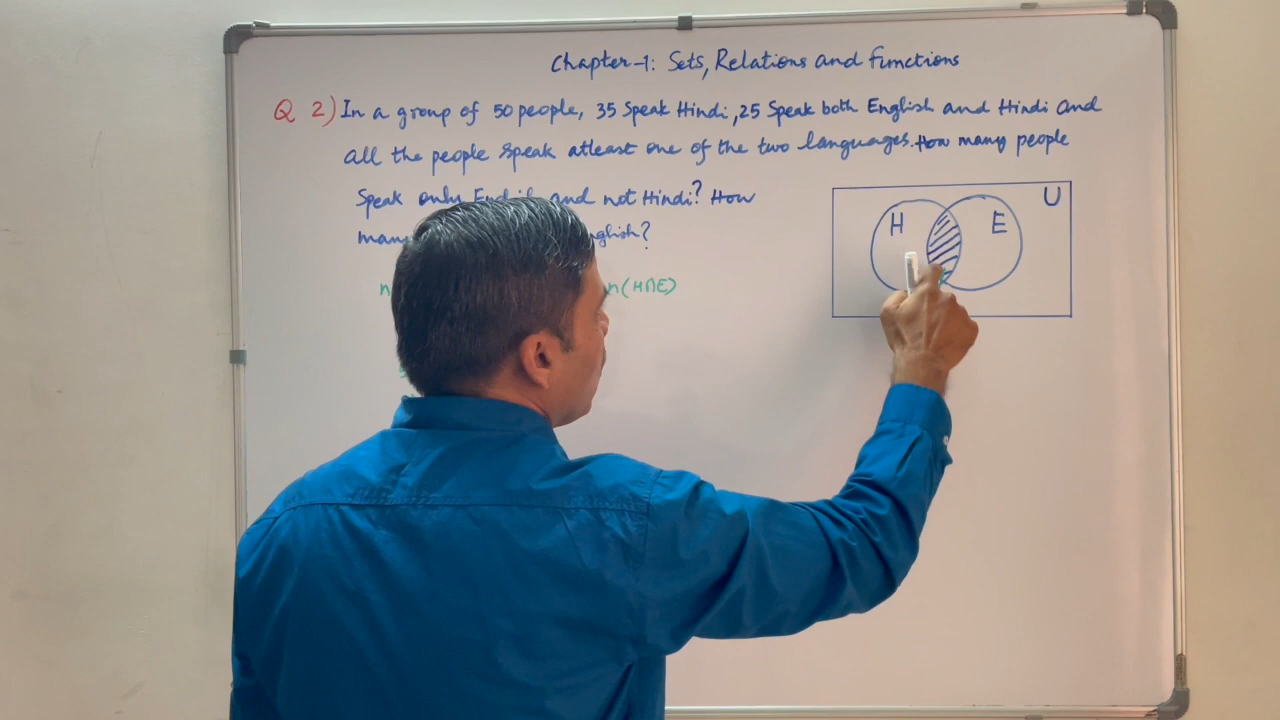 Chapter-1: Sets, Relations and Functions
Q 2) In a group of 50 people, 35 Speak Hindi, 25 Speak both English and Hindi and
all the people speak atleast one of the two languages. How many people
Speak only and not Hindi? How
glish?
n(H∩E)
H
E
U